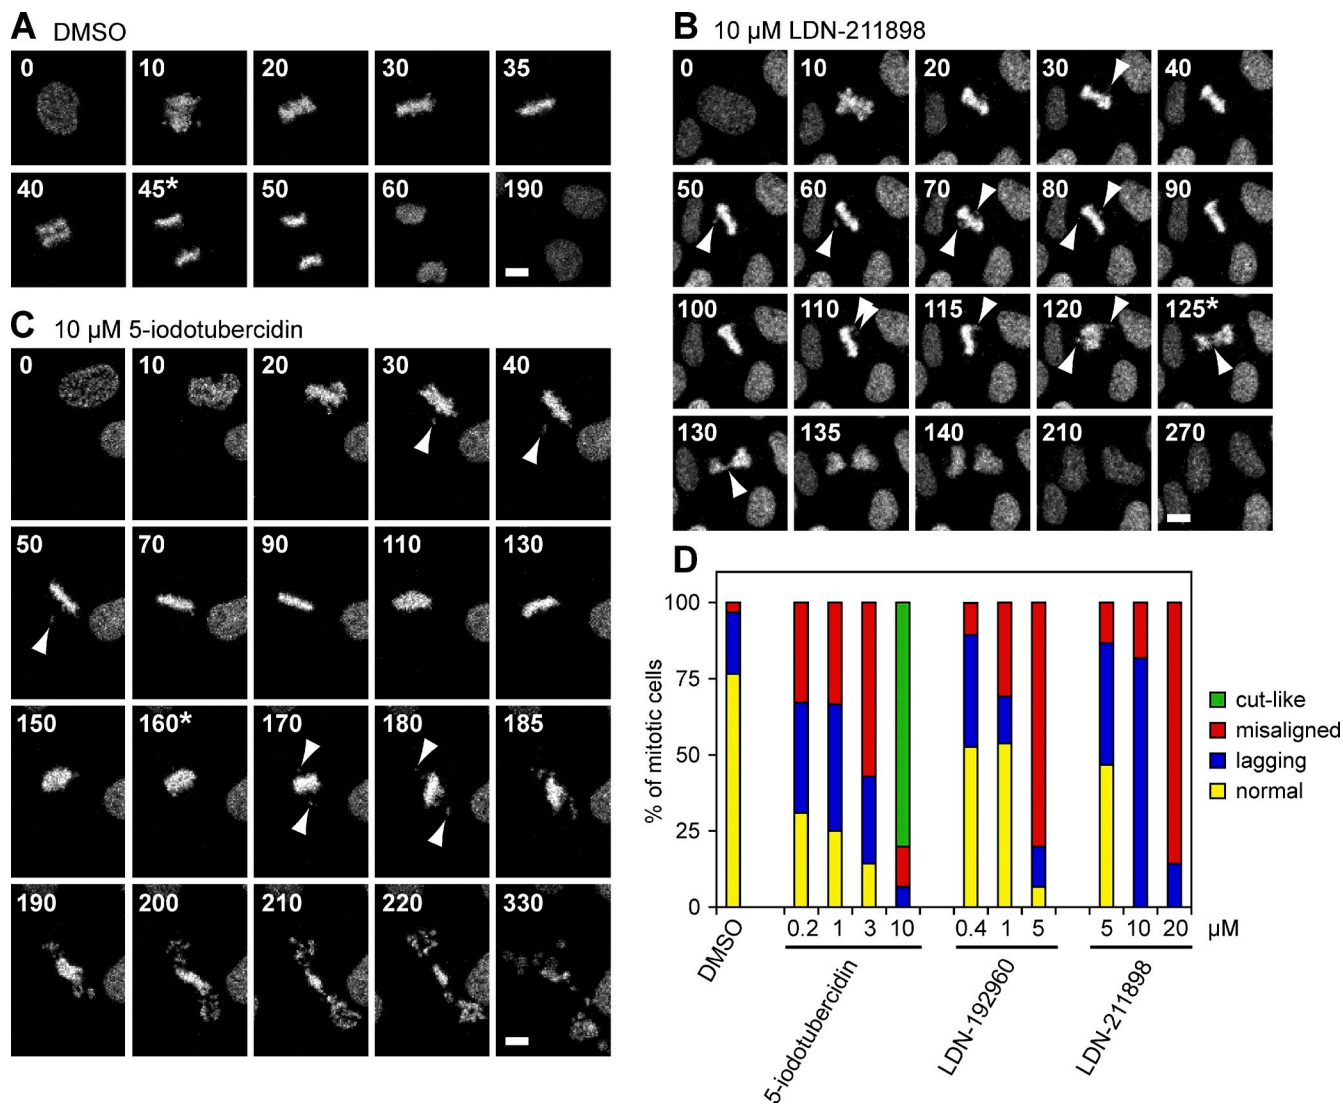 A DMSO
0 10 20 30 35
40 45* 50 60 190
B 10 µM LDN-211898
0 10 20 30 40
50 60 70 80 90
100 110 115 120 125*
130 135 140 210 270
C 10 µM 5-iodotubercidin
0 10 20 30 40
50 70 90 110 130
150 160* 170 180 185
190 200 210 220 330
D
% of mitotic cells
100
75
50
25
0
cut-like
misaligned
lagging
normal
0.2 1 3 10 0.4 1 5 5 10 20 µM
DMSO
5-iodotubercidin
LDN-192960
LDN-211898